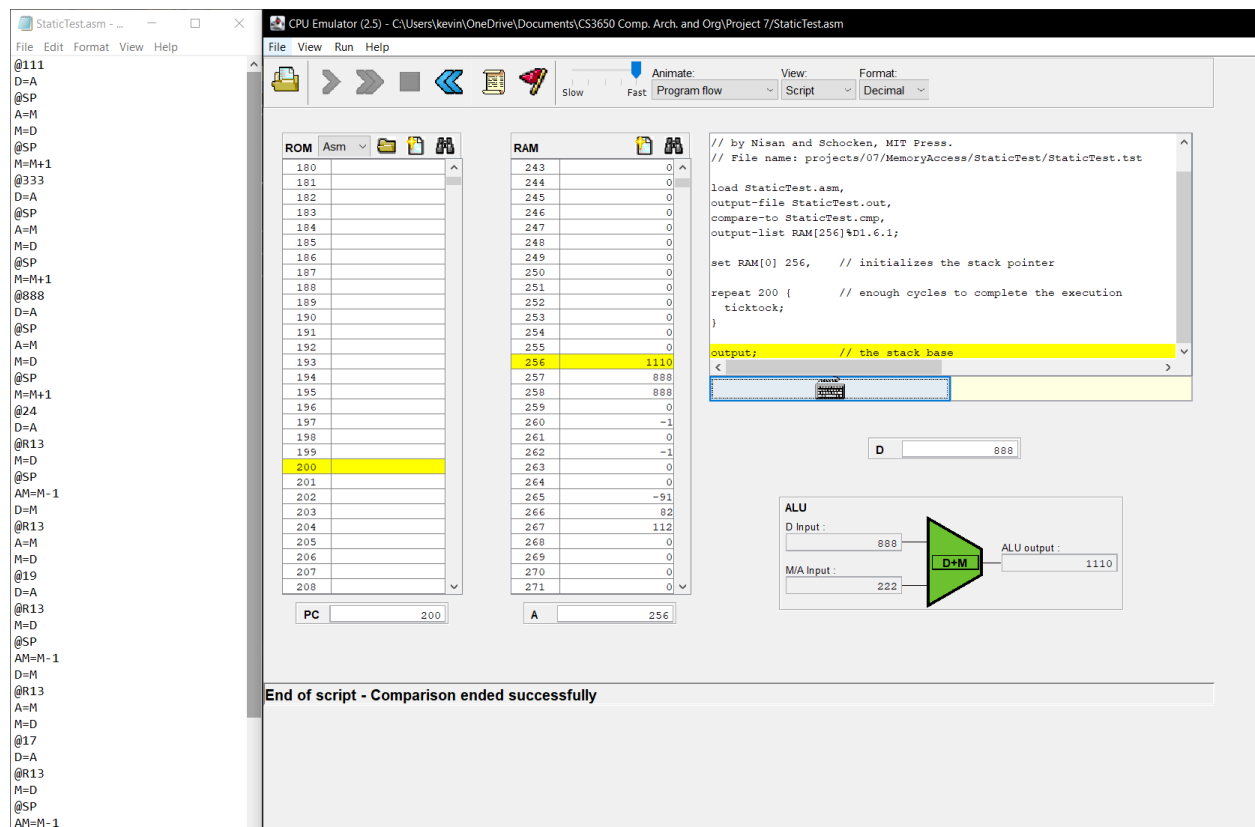 StaticTest.asm - ...
File Edit Format View Help
@111
D=A
@SP
A=M
M=D
@SP
M=M+1
@333
D=A
@SP
A=M
M=D
@SP
M=M+1
@888
D=A
@SP
A=M
M=D
@SP
M=M+1
@24
D=A
@R13
M=D
@SP
AM=M-1
D=M
@R13
A=M
M=D
@19
D=A
@R13
M=D
@SP
AM=M-1
D=M
@R13
A=M
M=D
@17
D=A
@R13
M=D
@SP
AM=M-1
CPU Emulator (2.5) - C:\Users\kevin\OneDrive\Documents\CS3650 Comp. Arch. and Org\Project 7/StaticTest.asm
File View Run Help
Slow Fast
Animate: View: Format:
Program flow Script Decimal
ROM Asm
180
181
182
183
184
185
186
187
188
189
190
191
192
193
194
195
196
197
198
199
200
201
202
203
204
205
206
207
208
PC 200
RAM
243 0
244 0
245 0
246 0
247 0
248 0
249 0
250 0
251 0
252 0
253 0
254 0
255 0
256 1110
257 888
258 888
259 0
260 -1
261 0
262 -1
263 0
264 0
265 -91
266 82
267 112
268 0
269 0
270 0
271 0
A 256
// by Nisan and Schocken, MIT Press.
// File name: projects/07/MemoryAccess/StaticTest/StaticTest.tst
load StaticTest.asm,
output-file StaticTest.out,
compare-to StaticTest.cmp,
output-list RAM[256]%D1.6.1;
set RAM[0] 256, // initializes the stack pointer
repeat 200 { // enough cycles to complete the execution
ticktock;
}
output; // the stack base
D 888
ALU
D Input :
888
M/A Input :
222
D+M
ALU output :
1110
End of script - Comparison ended successfully